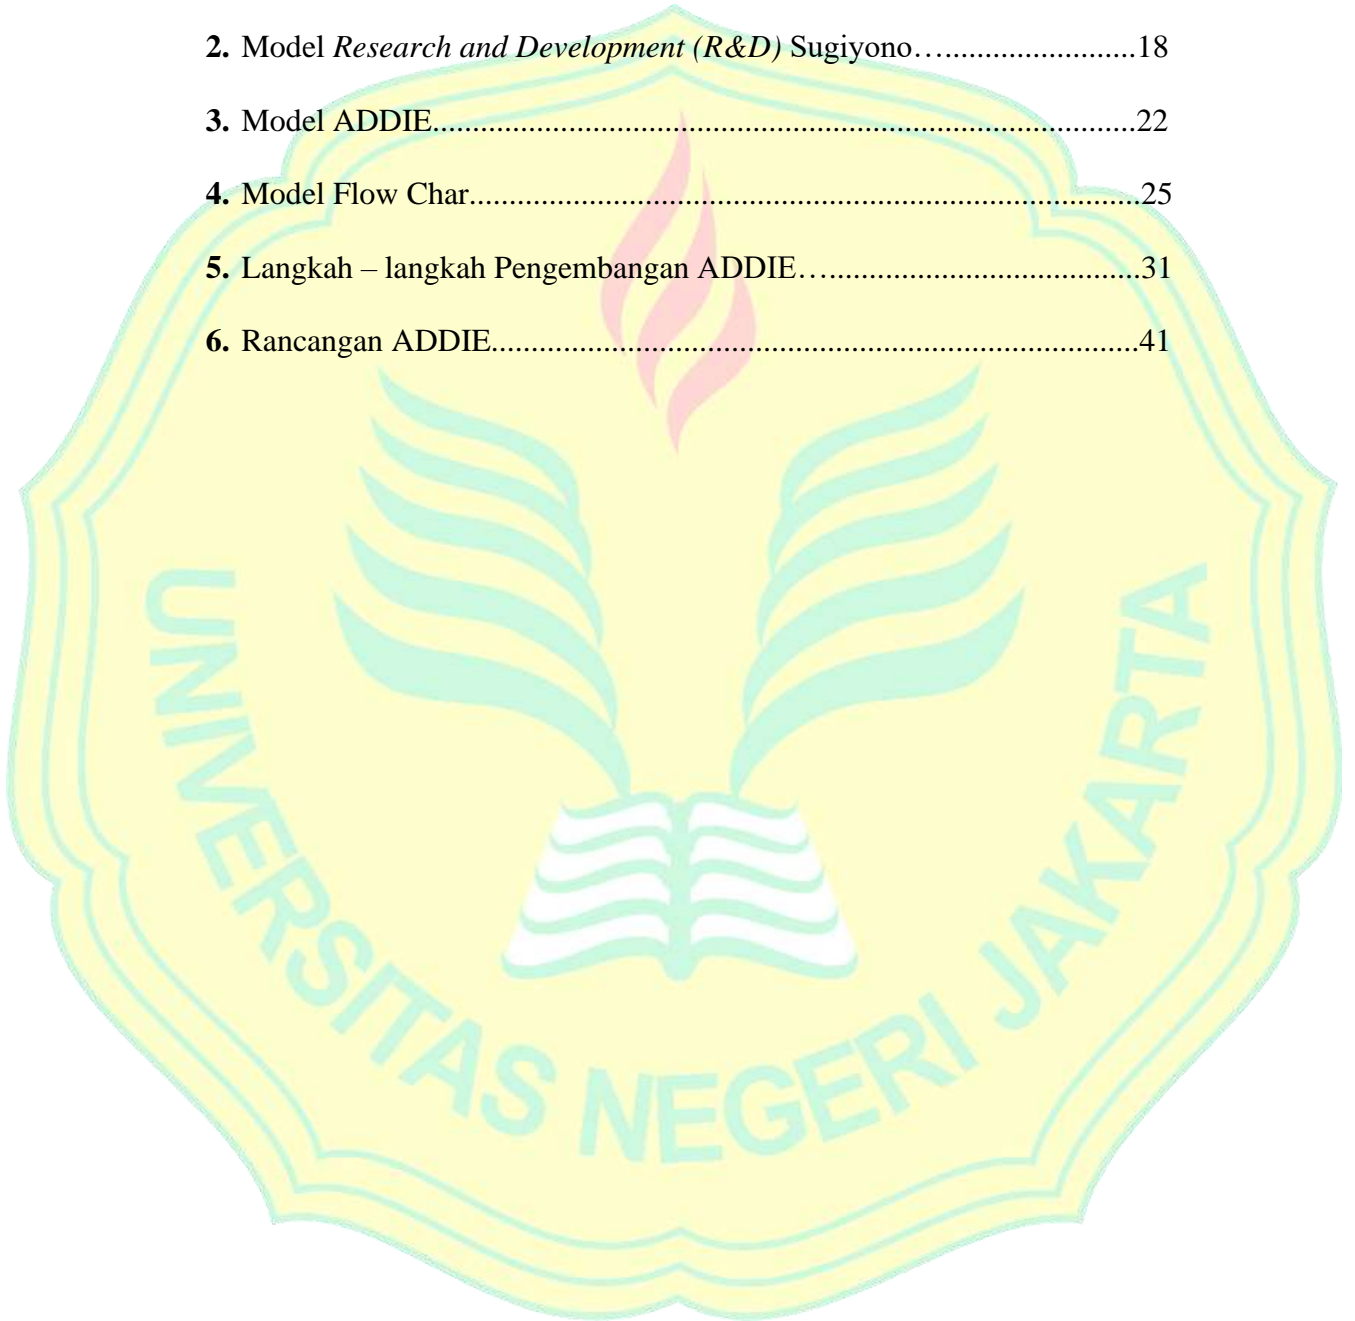 2. Model Research and Development (R&D) Sugiyono…........................18
3. Model ADDIE.........................................................................................22
4. Model Flow Char.....................................................................................25
5. Langkah – langkah Pengembangan ADDIE…......................................31
6. Rancangan ADDIE..................................................................................41
UNIVERSITAS NEGERI JAKARTA